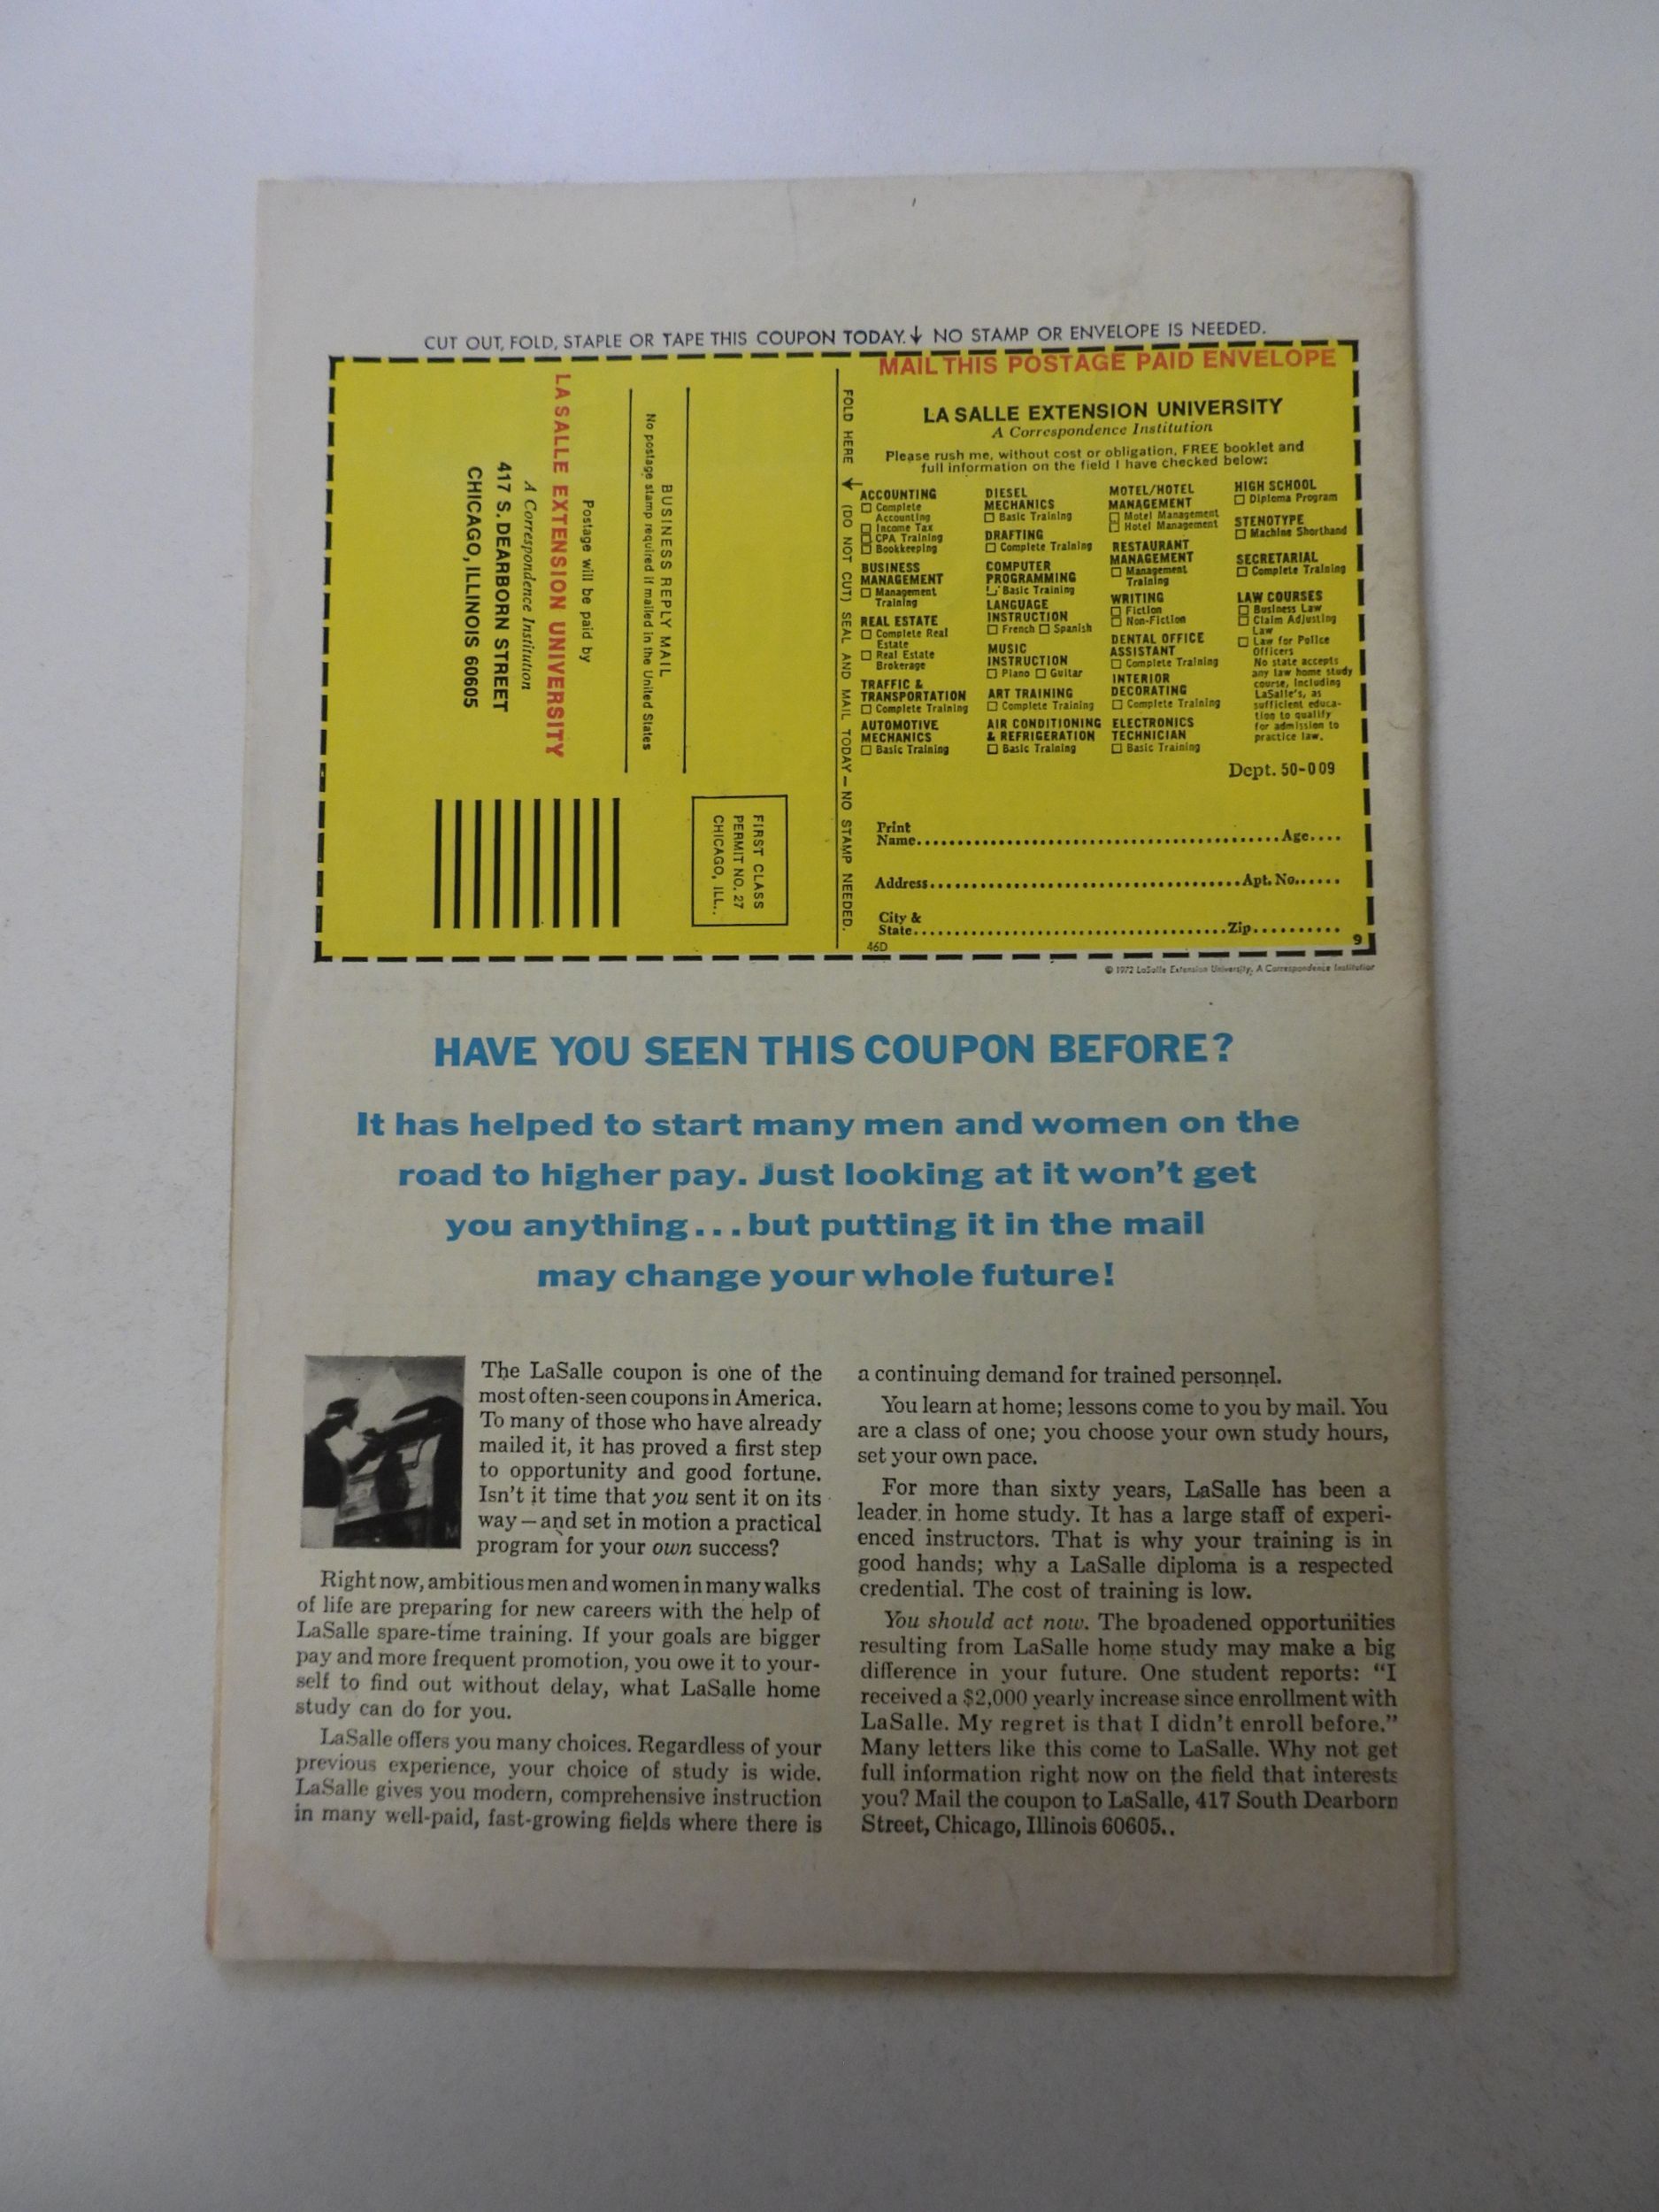 CUT OUT, FOLD, STAPLE OR TAPE THIS COUPON TODAY.↓ NO STAMP OR ENVELOPE IS NEEDED.
BUSINESS REPLY MAIL
No postage stamp required if mailed in the United States
Postage will be paid by
LA SALLE EXTENSION UNIVERSITY
A Correspondence Institution
417 S. DEARBORN STREET
CHICAGO, ILLINOIS 60605
FIRST CLASS
PERMIT NO. 27
CHICAGO, ILL..
FOLD HERE → (DO NOT CUT) SEAL AND MAIL TODAY — NO STAMP NEEDED.
MAIL THIS POSTAGE PAID ENVELOPE
LA SALLE EXTENSION UNIVERSITY
A Correspondence Institution
Please rush me, without cost or obligation, FREE booklet and
full information on the field I have checked below:
ACCOUNTING
☐ Complete
Accounting
☐ Income Tax
☐ CPA Training
☐ Bookkeeping
BUSINESS
MANAGEMENT
☐ Management
Training
REAL ESTATE
☐ Complete Real
Estate
☐ Real Estate
Brokerage
TRAFFIC &
TRANSPORTATION
☐ Complete Training
AUTOMOTIVE
MECHANICS
☐ Basic Training
DIESEL
MECHANICS
☐ Basic Training
DRAFTING
☐ Complete Training
COMPUTER
PROGRAMMING
☐ Basic Training
LANGUAGE
INSTRUCTION
☐ French ☐ Spanish
MUSIC
INSTRUCTION
☐ Piano ☐ Guitar
ART TRAINING
☐ Complete Training
AIR CONDITIONING
& REFRIGERATION
☐ Basic Training
MOTEL/HOTEL
MANAGEMENT
☐ Motel Management
☐ Hotel Management
RESTAURANT
MANAGEMENT
☐ Management
Training
WRITING
☐ Fiction
☐ Non-Fiction
DENTAL OFFICE
ASSISTANT
☐ Complete Training
INTERIOR
DECORATING
☐ Complete Training
ELECTRONICS
TECHNICIAN
☐ Basic Training
HIGH SCHOOL
☐ Diploma Program
STENOTYPE
☐ Machine Shorthand
SECRETARIAL
☐ Complete Training
LAW COURSES
☐ Business Law
☐ Claim Adjusting
Law
☐ Law for Police
Officers
No state accepts
any law home study
course, including
LaSalle's, as
sufficient educa-
tion to qualify
for admission to
practice law.
Dept. 50-009
Print
Name.............................................Age....
Address.......................................Apt. No......
City &
State.......................................Zip..........
46D 9
© 1972 LaSalle Extension University, A Correspondence Institution
HAVE YOU SEEN THIS COUPON BEFORE?
It has helped to start many men and women on the
road to higher pay. Just looking at it won't get
you anything...but putting it in the mail
may change your whole future!
The LaSalle coupon is one of the
most often-seen coupons in America.
To many of those who have already
mailed it, it has proved a first step
to opportunity and good fortune.
Isn't it time that you sent it on its
way—and set in motion a practical
program for your own success?
Right now, ambitious men and women in many walks
of life are preparing for new careers with the help of
LaSalle spare-time training. If your goals are bigger
pay and more frequent promotion, you owe it to your-
self to find out without delay, what LaSalle home
study can do for you.
LaSalle offers you many choices. Regardless of your
previous experience, your choice of study is wide.
LaSalle gives you modern, comprehensive instruction
in many well-paid, fast-growing fields where there is
a continuing demand for trained personnel.
You learn at home; lessons come to you by mail. You
are a class of one; you choose your own study hours,
set your own pace.
For more than sixty years, LaSalle has been a
leader in home study. It has a large staff of experi-
enced instructors. That is why your training is in
good hands; why a LaSalle diploma is a respected
credential. The cost of training is low.
You should act now. The broadened opportunities
resulting from LaSalle home study may make a big
difference in your future. One student reports: "I
received a $2,000 yearly increase since enrollment with
LaSalle. My regret is that I didn't enroll before."
Many letters like this come to LaSalle. Why not get
full information right now on the field that interests
you? Mail the coupon to LaSalle, 417 South Dearborn
Street, Chicago, Illinois 60605..